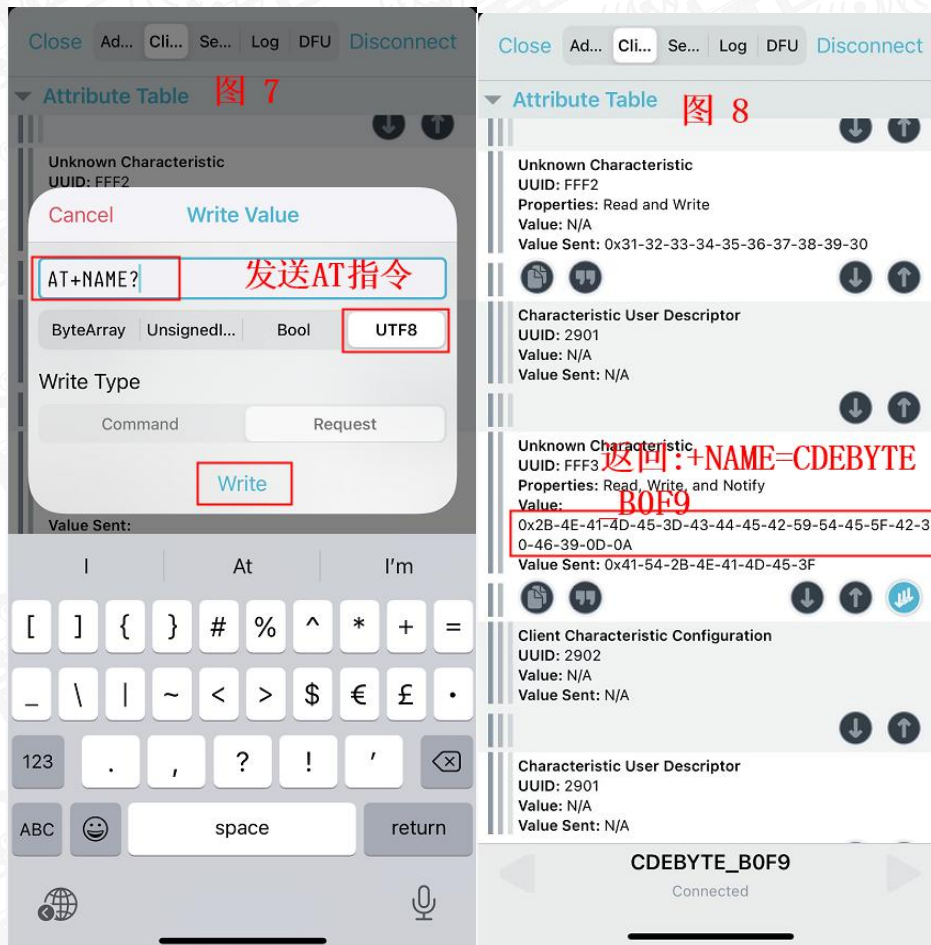 Close Ad... Cli... Se... Log DFU Disconnect
Attribute Table
图 7
Unknown Characteristic
UUID: FFF2
Cancel Write Value
AT+NAME?
发送AT指令
ByteArray UnsignedI... Bool UTF8
Write Type
Command Request
Write
Value Sent:
I At I'm
[ ] { } # % ^ * + =
_ \ | ~ < > $ € £ •
123 . , ? ! '
ABC space return
Close Ad... Cli... Se... Log DFU Disconnect
Attribute Table
图 8
Unknown Characteristic
UUID: FFF2
Properties: Read and Write
Value: N/A
Value Sent: 0x31-32-33-34-35-36-37-38-39-30
Characteristic User Descriptor
UUID: 2901
Value: N/A
Value Sent: N/A
Unknown Characteristic
返回:+NAME=CDEBYTE
_B0F9
UUID: FFF3
Properties: Read, Write, and Notify
Value:
0x2B-4E-41-4D-45-3D-43-44-45-42-59-54-45-5F-42-3
0-46-39-0D-0A
Value Sent: 0x41-54-2B-4E-41-4D-45-3F
Client Characteristic Configuration
UUID: 2902
Value: N/A
Value Sent: N/A
Characteristic User Descriptor
UUID: 2901
Value: N/A
Value Sent: N/A
CDEBYTE_B0F9
Connected